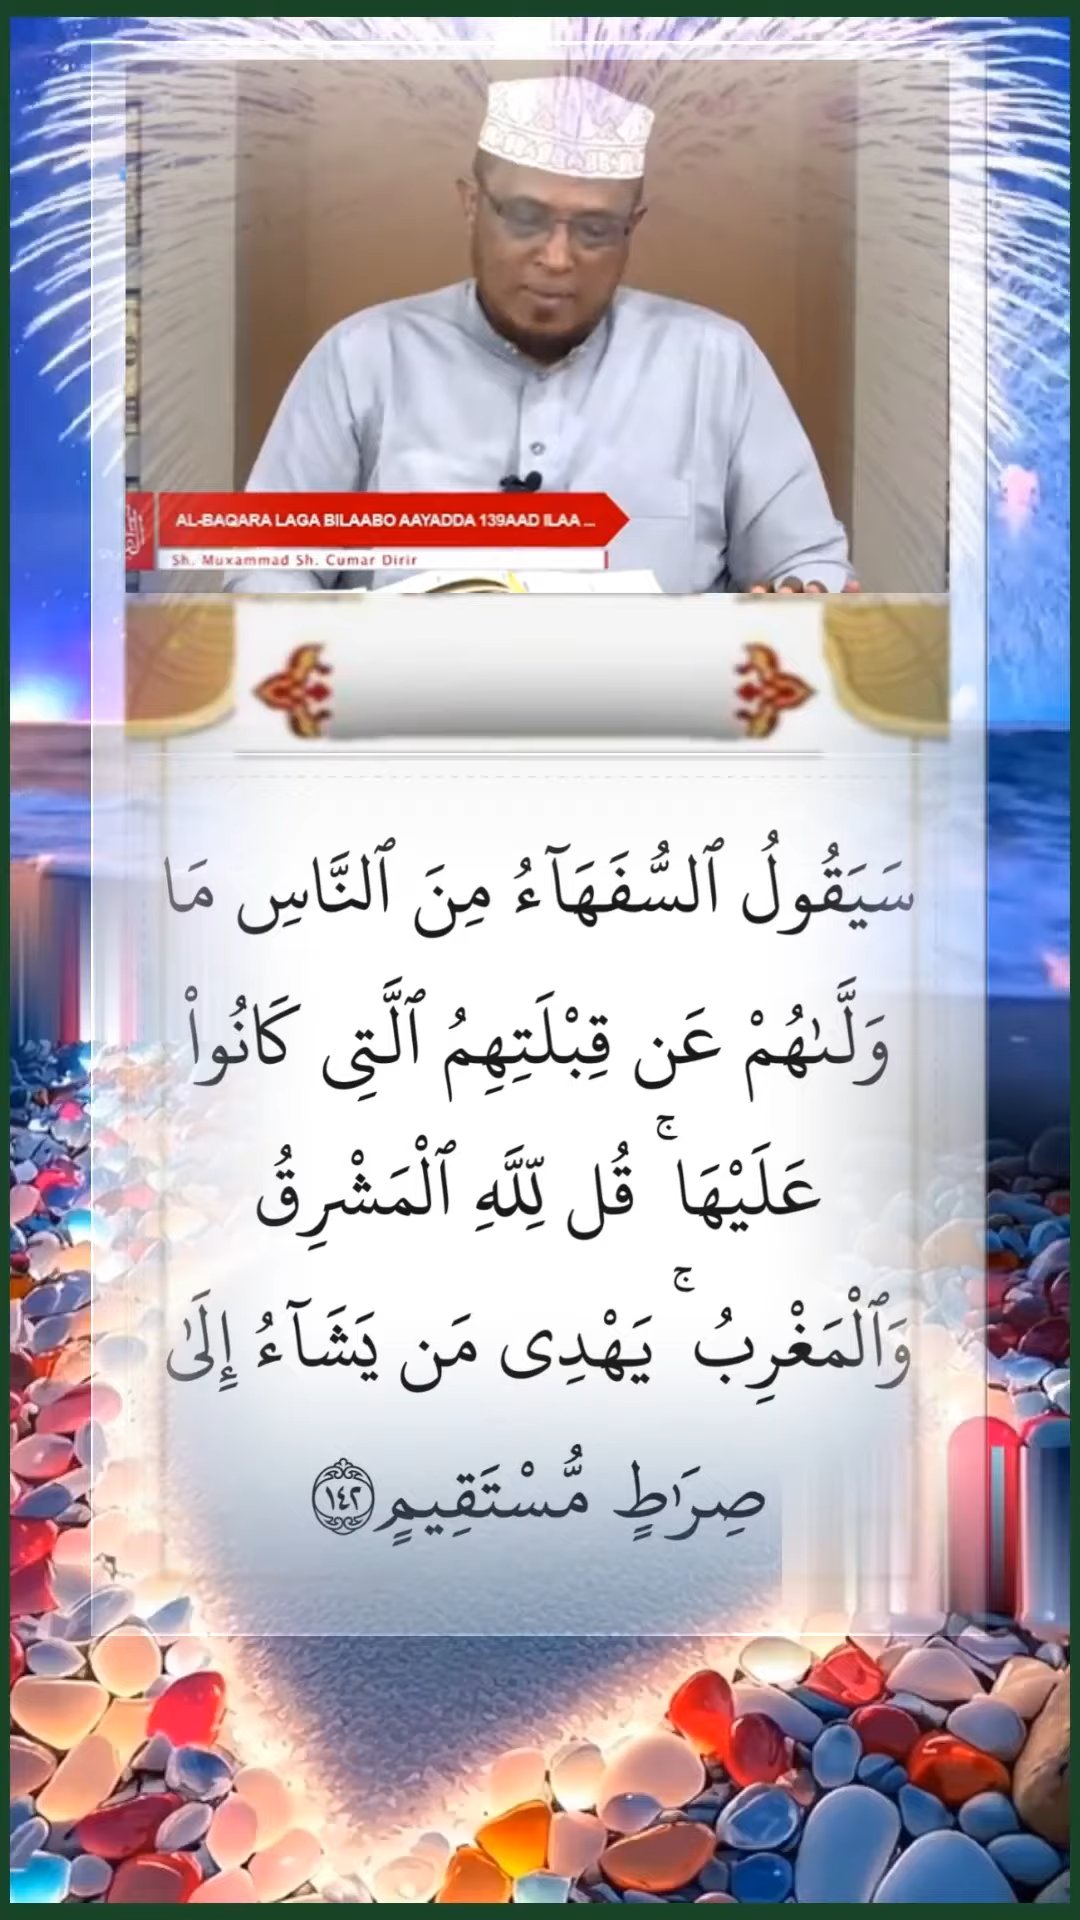 AL-BAQARA LAGA BILAABO AAYADDA 139AAD ILAA ...
Sh. Muxammad Sh. Cumar Dirir
سَيَقُولُ ٱلسُّفَهَآءُ مِنَ ٱلنَّاسِ مَا
وَلَّىٰهُمْ عَن قِبْلَتِهِمُ ٱلَّتِى كَانُوا۟
عَلَيْهَا ۚ قُل لِّلَّهِ ٱلْمَشْرِقُ
وَٱلْمَغْرِبُ ۚ يَهْدِى مَن يَشَآءُ إِلَىٰ
صِرَٰطٍ مُّسْتَقِيمٍ ١٤٢